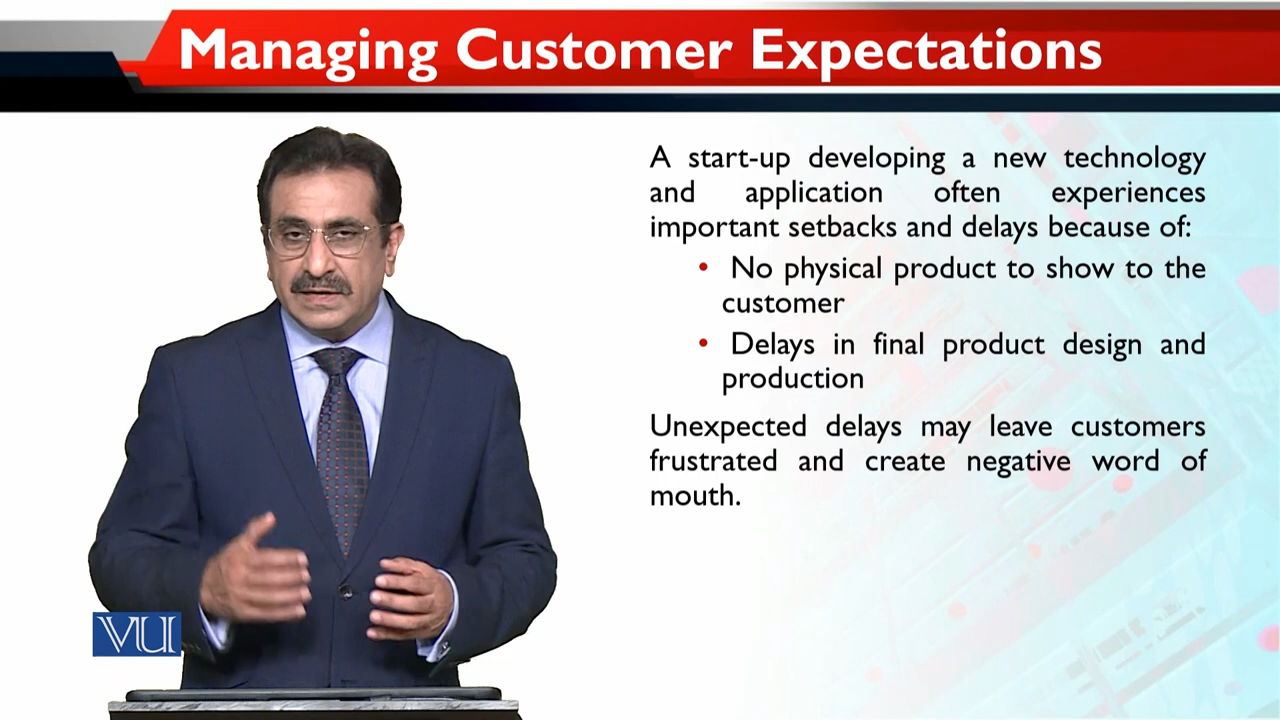 Managing Customer Expectations
A start-up developing a new technology
and application often experiences
important setbacks and delays because of:
• No physical product to show to the
customer
• Delays in final product design and
production
Unexpected delays may leave customers
frustrated and create negative word of
mouth.
VU